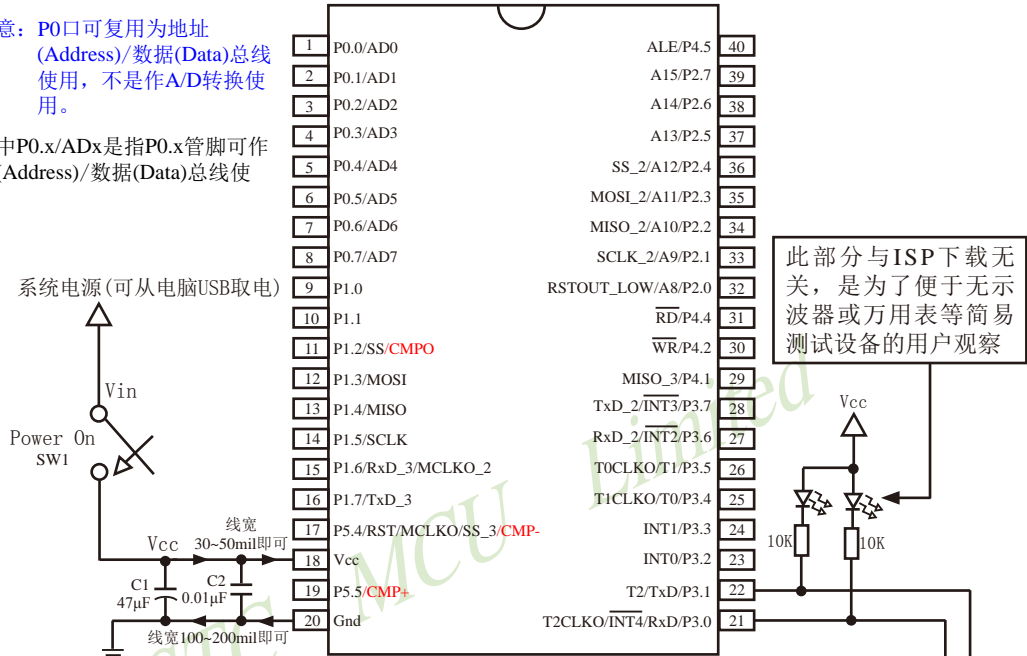 意：P0口可复用为地址
(Address)/数据(Data)总线
使用，不是作A/D转换使
用。
中P0.x/ADx是指P0.x管脚可作
(Address)/数据(Data)总线使
1 P0.0/AD0
2 P0.1/AD1
3 P0.2/AD2
4 P0.3/AD3
5 P0.4/AD4
6 P0.5/AD5
7 P0.6/AD6
8 P0.7/AD7
9 P1.0
10 P1.1
11 P1.2/SS/CMPO
12 P1.3/MOSI
13 P1.4/MISO
14 P1.5/SCLK
15 P1.6/RxD_3/MCLKO_2
16 P1.7/TxD_3
17 P5.4/RST/MCLKO/SS_3/CMP-
18 Vcc
19 P5.5/CMP+
20 Gnd
ALE/P4.5 40
A15/P2.7 39
A14/P2.6 38
A13/P2.5 37
SS_2/A12/P2.4 36
MOSI_2/A11/P2.3 35
MISO_2/A10/P2.2 34
SCLK_2/A9/P2.1 33
RSTOUT_LOW/A8/P2.0 32
RD/P4.4 31
WR/P4.2 30
MISO_3/P4.1 29
TxD_2/INT3/P3.7 28
RxD_2/INT2/P3.6 27
T0CLKO/T1/P3.5 26
T1CLKO/T0/P3.4 25
INT1/P3.3 24
INT0/P3.2 23
T2/TxD/P3.1 22
T2CLKO/INT4/RxD/P3.0 21
系统电源(可从电脑USB取电)
Vin
Power On
SW1
线宽
Vcc 30~50mil即可
C1
47μF
C2
0.01μF
线宽100~200mil即可
此部分与ISP下载无
关，是为了便于无示
波器或万用表等简易
测试设备的用户观察
Vcc
10K
10K
STC MCU Limited